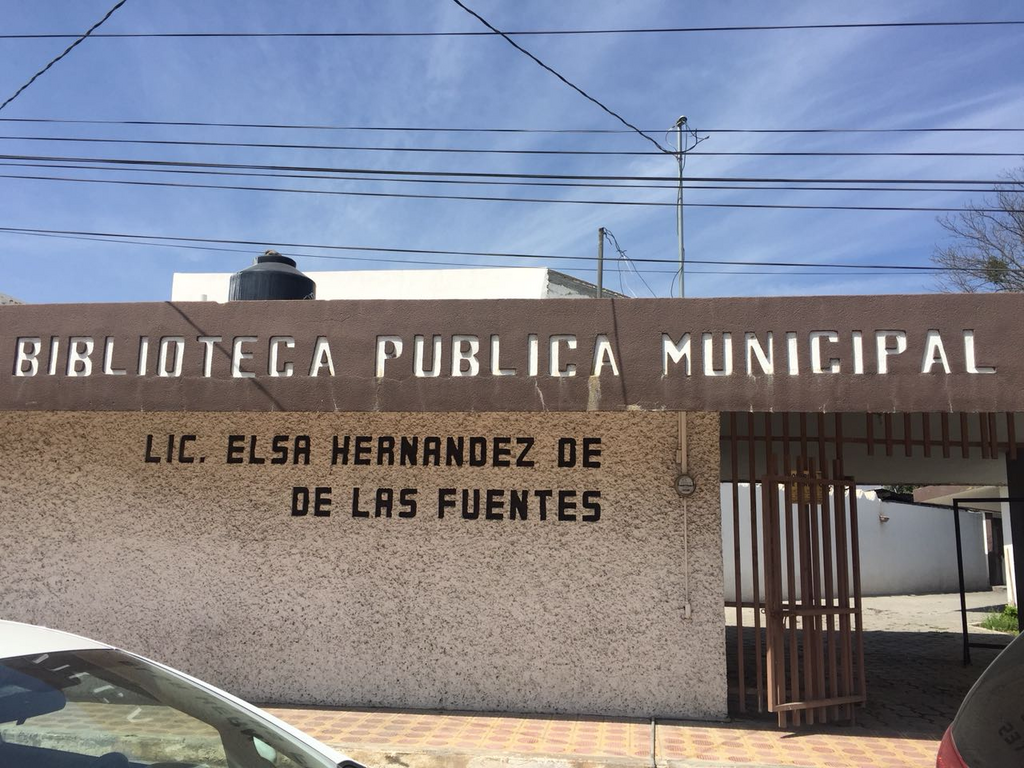 BIBLIOTECA PUBLICA MUNICIPAL
LIC. ELSA HERNANDEZ DE
DE LAS FUENTES